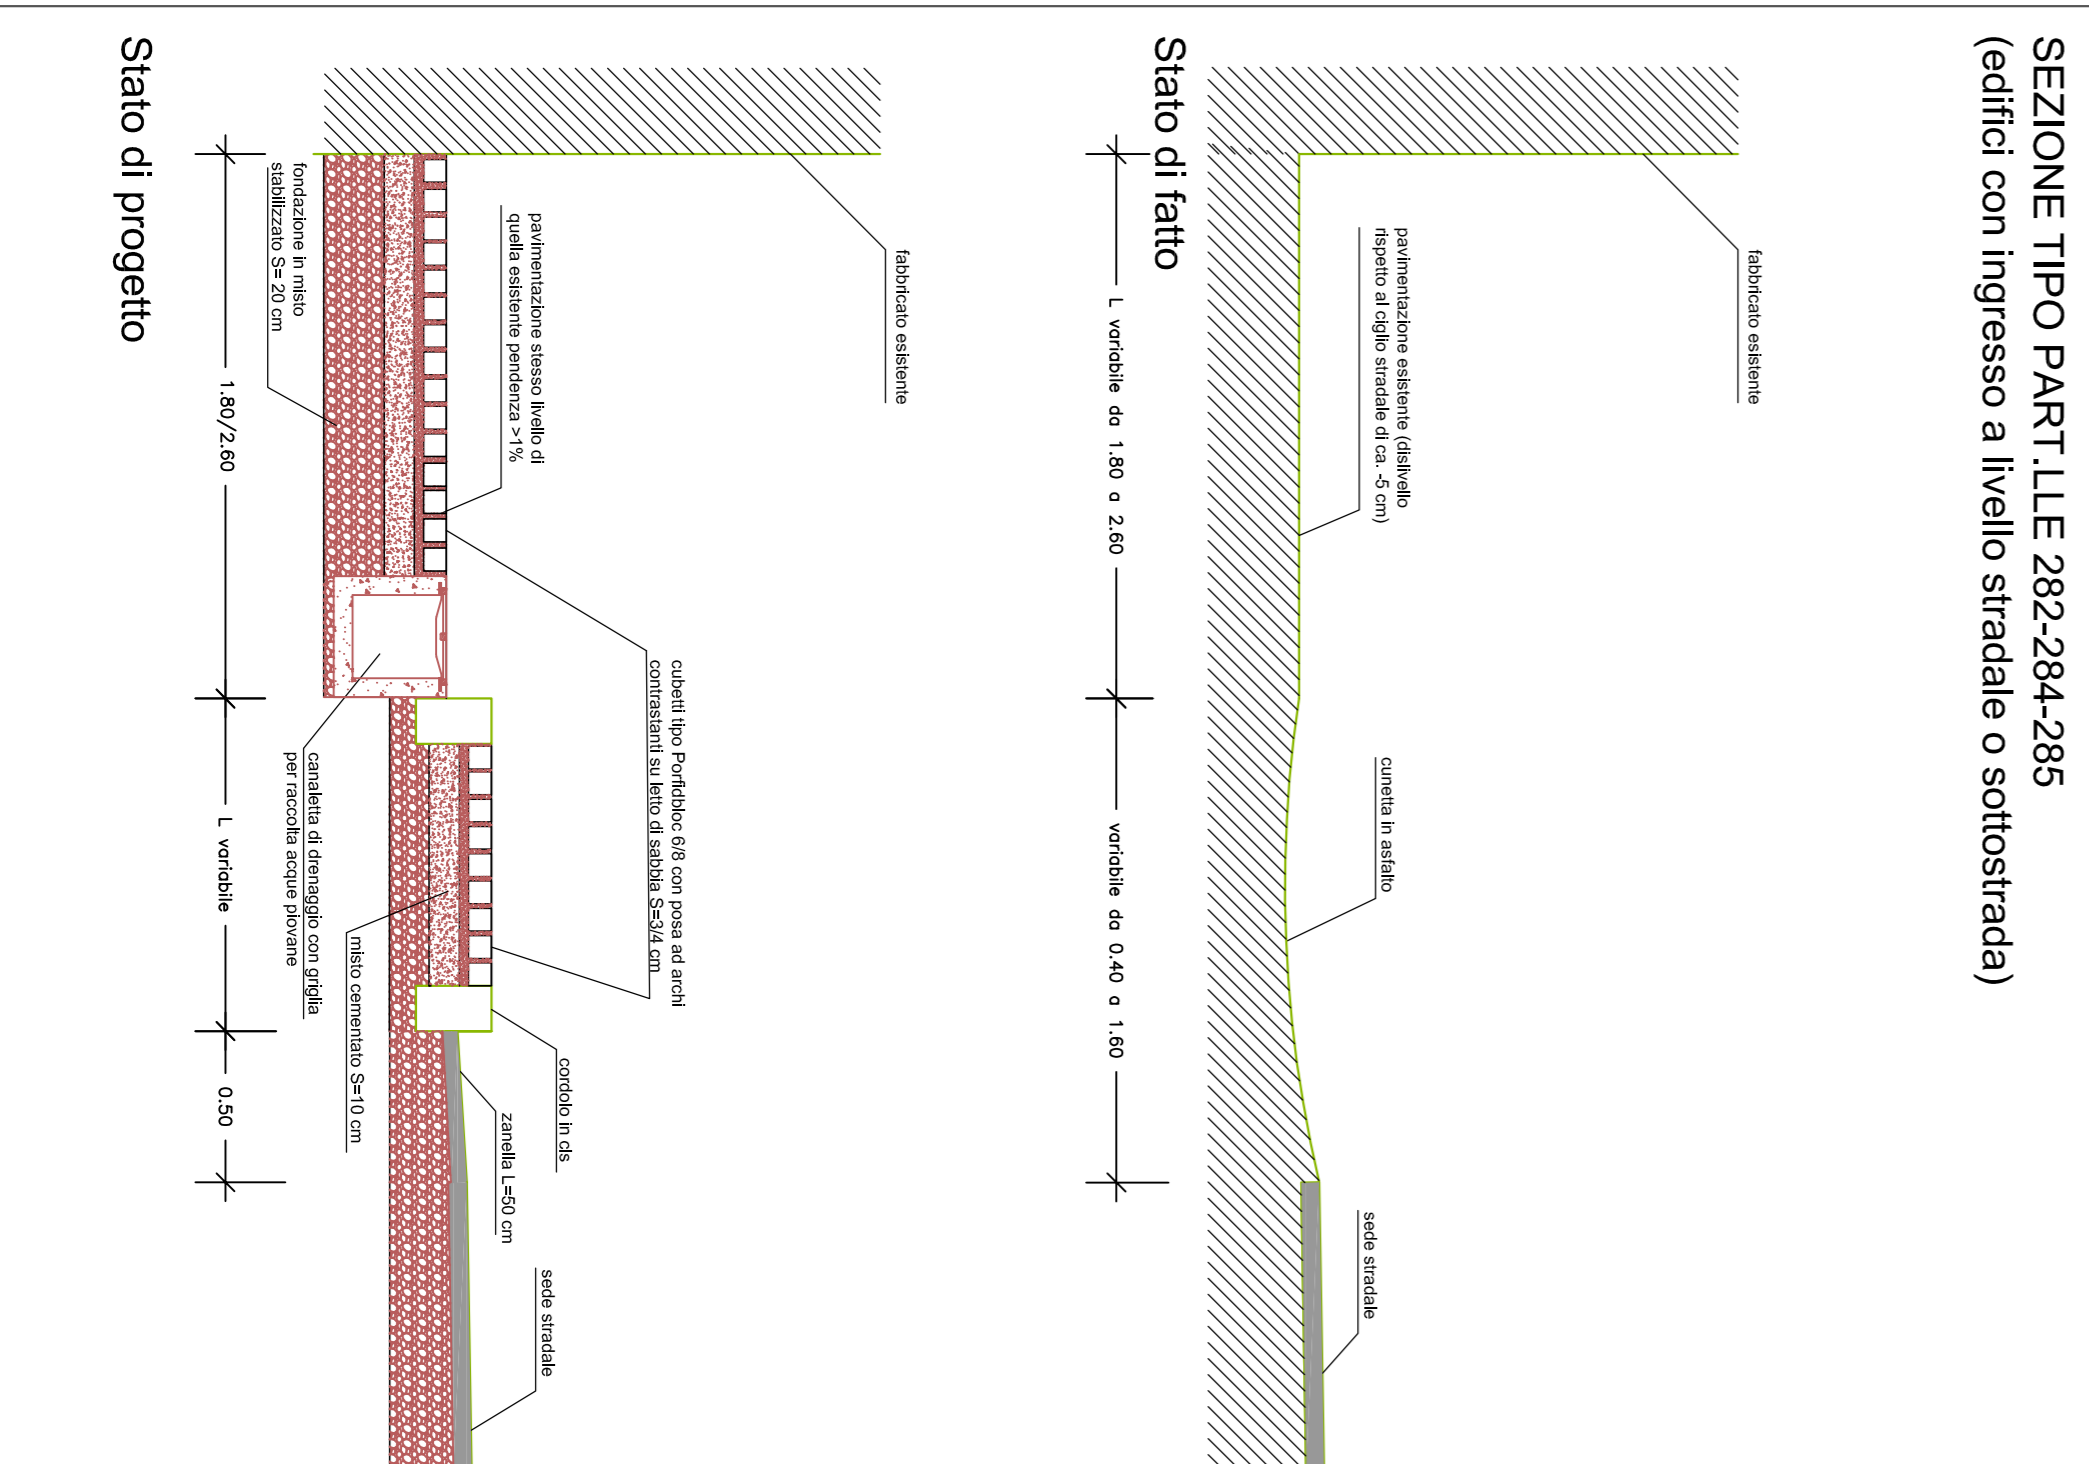 SEZIONE TIPO PART.LLE 282-284-285
(edifici con ingresso a livello stradale o sottostrada)
fabbricato esistente
pavimentazione esistente (dislivello
rispetto al ciglio stradale di ca. -5 cm)
cunetta in asfalto
sede stradale
L variabile da 1.80 a 2.60
variabile da 0.40 a 1.60
Stato di fatto
fabbricato esistente
cubetti tipo Porfidbloc 6/8 con posa ad archi
contrastanti su letto di sabbia S=3/4 cm
pavimentazione stesso livello di
quella esistente pendenza >1%
cordolo in cls
zanella L=50 cm
sede stradale
misto cementato S=10 cm
canaletta di drenaggio con griglia
per raccolta acque piovane
fondazione in misto
stabilizzato S= 20 cm
1.80/2.60
L variabile
0.50
Stato di progetto